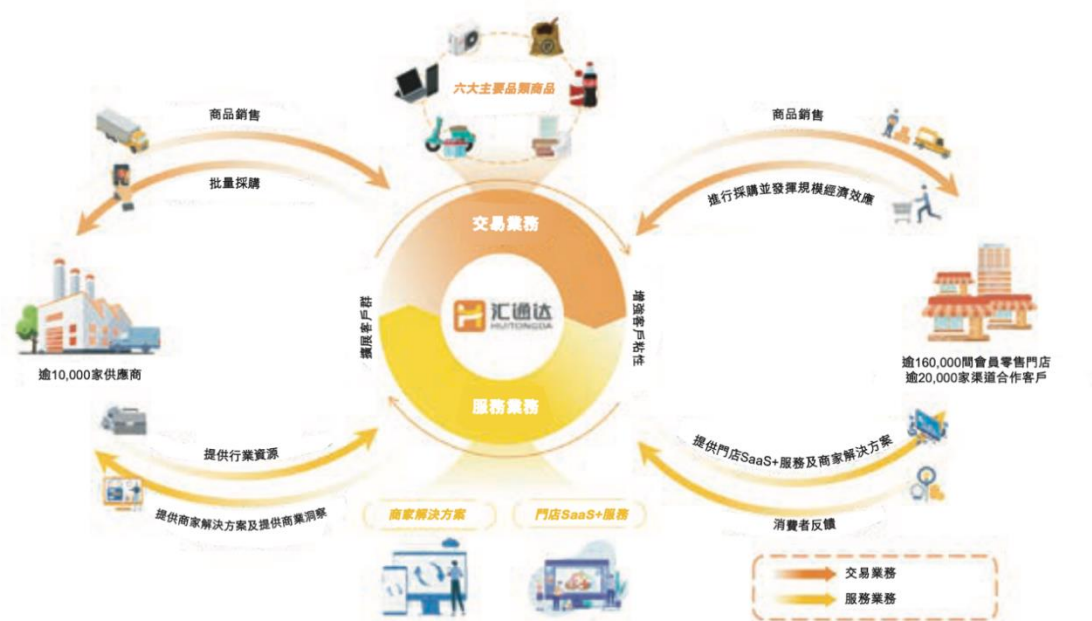 六大主要品類商品
商品銷售
批量採購
商品銷售
進行採購並發揮規模經濟效應
交易業務
汇通达
HUITONGDA
擴展客戶群
增強客戶粘性
服務業務
逾10,000家供應商
逾160,000間會員零售門店
逾20,000家渠道合作客戶
提供行業資源
提供商家解決方案及提供商業洞察
提供門店SaaS+服務及商家解決方案
消費者反饋
商家解決方案
門店SaaS+服務
交易業務
服務業務